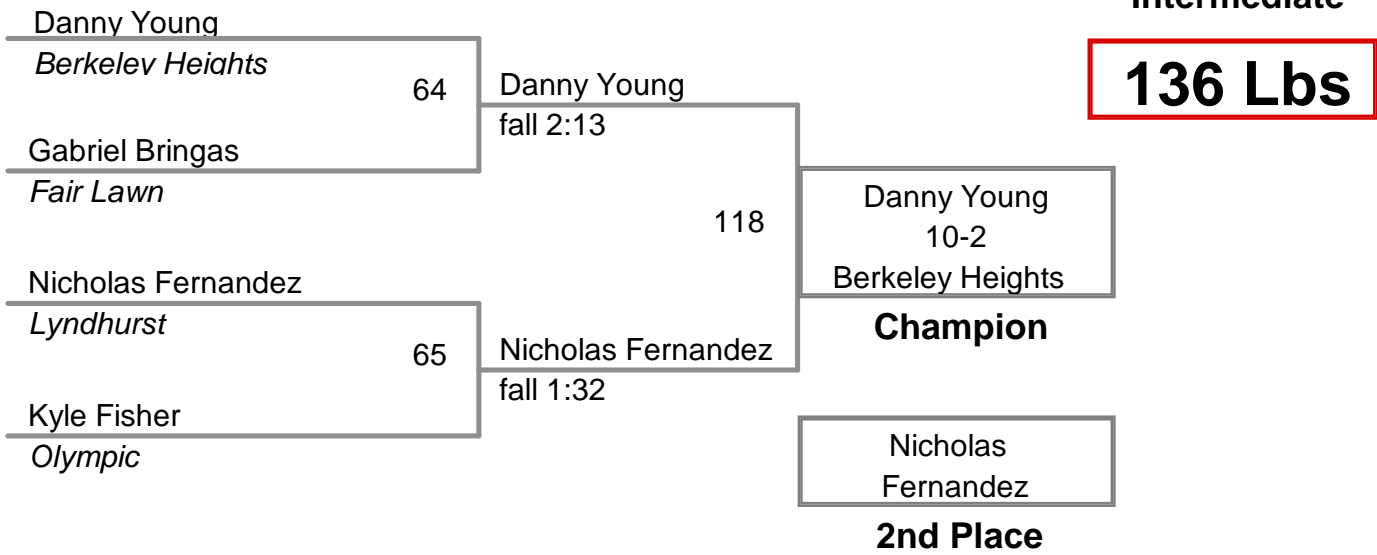 Intermediate
136 Lbs
Danny Young
Berkeley Heights
64
Danny Young
fall 2:13
Gabriel Bringas
Fair Lawn
118
Danny Young
10-2
Berkeley Heights
Champion
Nicholas Fernandez
Lyndhurst
65
Nicholas Fernandez
fall 1:32
Kyle Fisher
Olympic
Nicholas
Fernandez
2nd Place